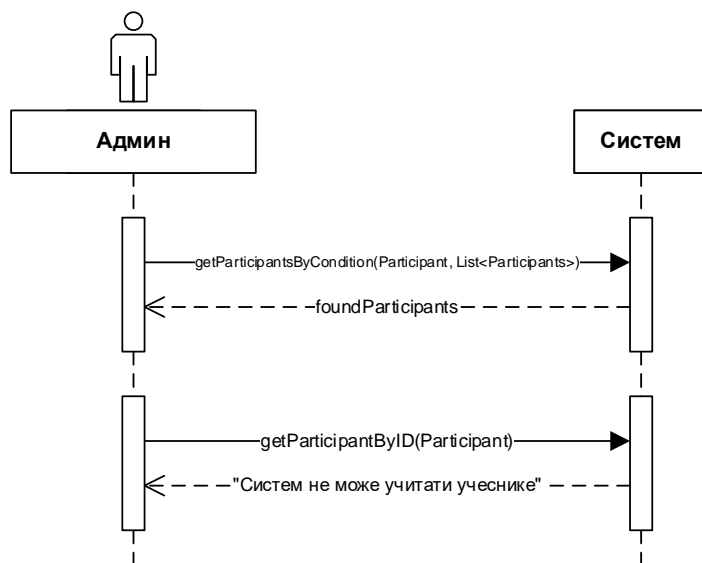 Админ
Систем
getParticipantsByCondition(Participant, List<Participants>)
foundParticipants
getParticipantByID(Participant)
"Систем не може учитати учеснике"